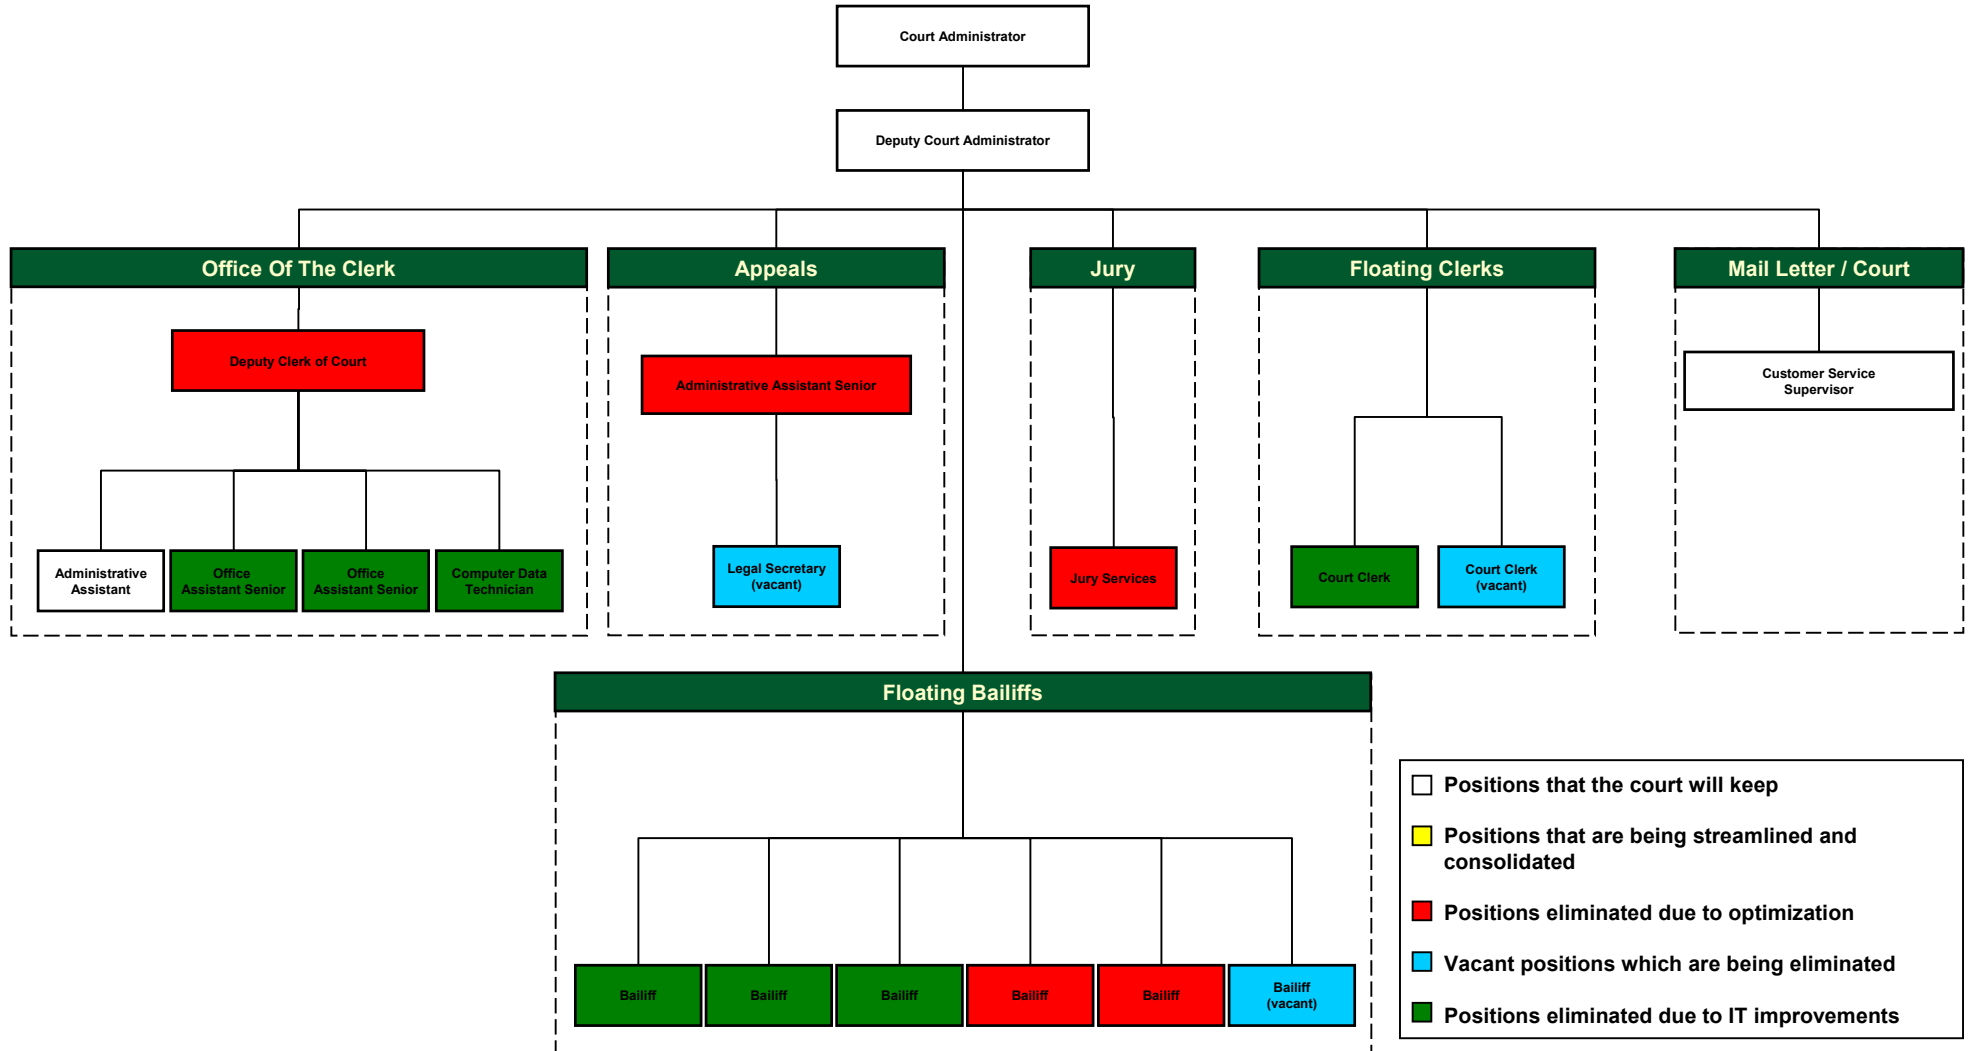 Court Administrator
Deputy Court Administrator
Office Of The Clerk
Appeals
Jury
Floating Clerks
Mail Letter / Court
Deputy Clerk of Court
Administrative Assistant Senior
Customer Service
Supervisor
Administrative
Assistant
Office
Assistant Senior
Office
Assistant Senior
Computer Data
Technician
Legal Secretary
(vacant)
Jury Services
Court Clerk
Court Clerk
(vacant)
Floating Bailiffs
Bailiff
Bailiff
Bailiff
Bailiff
Bailiff
Bailiff
(vacant)
Positions that the court will keep
Positions that are being streamlined and
consolidated
Positions eliminated due to optimization
Vacant positions which are being eliminated
Positions eliminated due to IT improvements